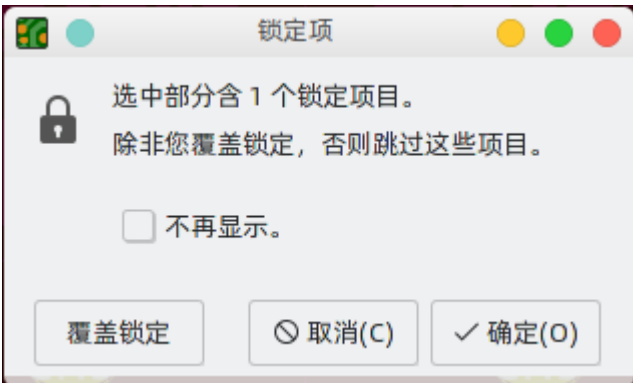 锁定项
选中部分含 1 个锁定项目。
除非您覆盖锁定，否则跳过这些项目。
不再显示。
覆盖锁定
取消(C)
确定(O)